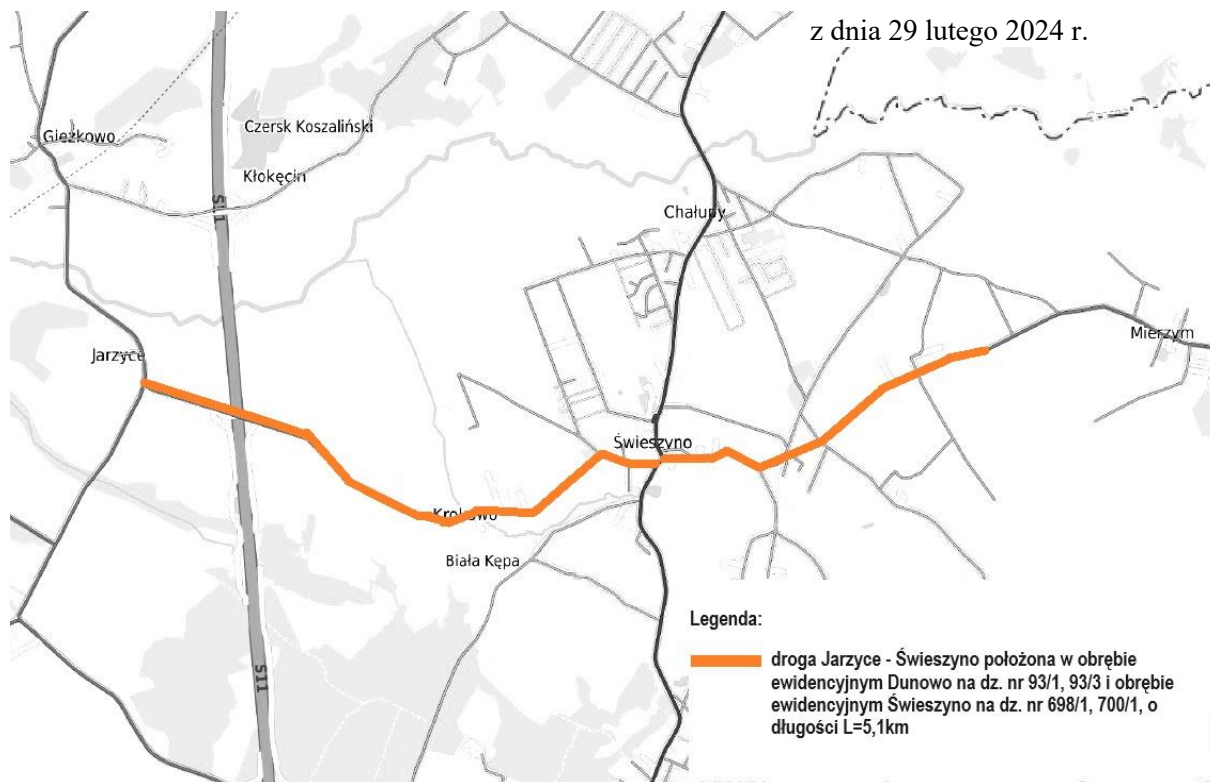 z dnia 29 lutego 2024 r.
Giezkowo
Czersk Koszaliński
Kłokęcin
S11
Chałupy
Mierzym
Jarzyce
Świeszyno
Krokowo
Biała Kępa
S11
Legenda:
droga Jarzyce - Świeszyno położona w obrębie
ewidencyjnym Dunowo na dz. nr 93/1, 93/3 i obrębie
ewidencyjnym Świeszyno na dz. nr 698/1, 700/1, o
długości L=5,1km